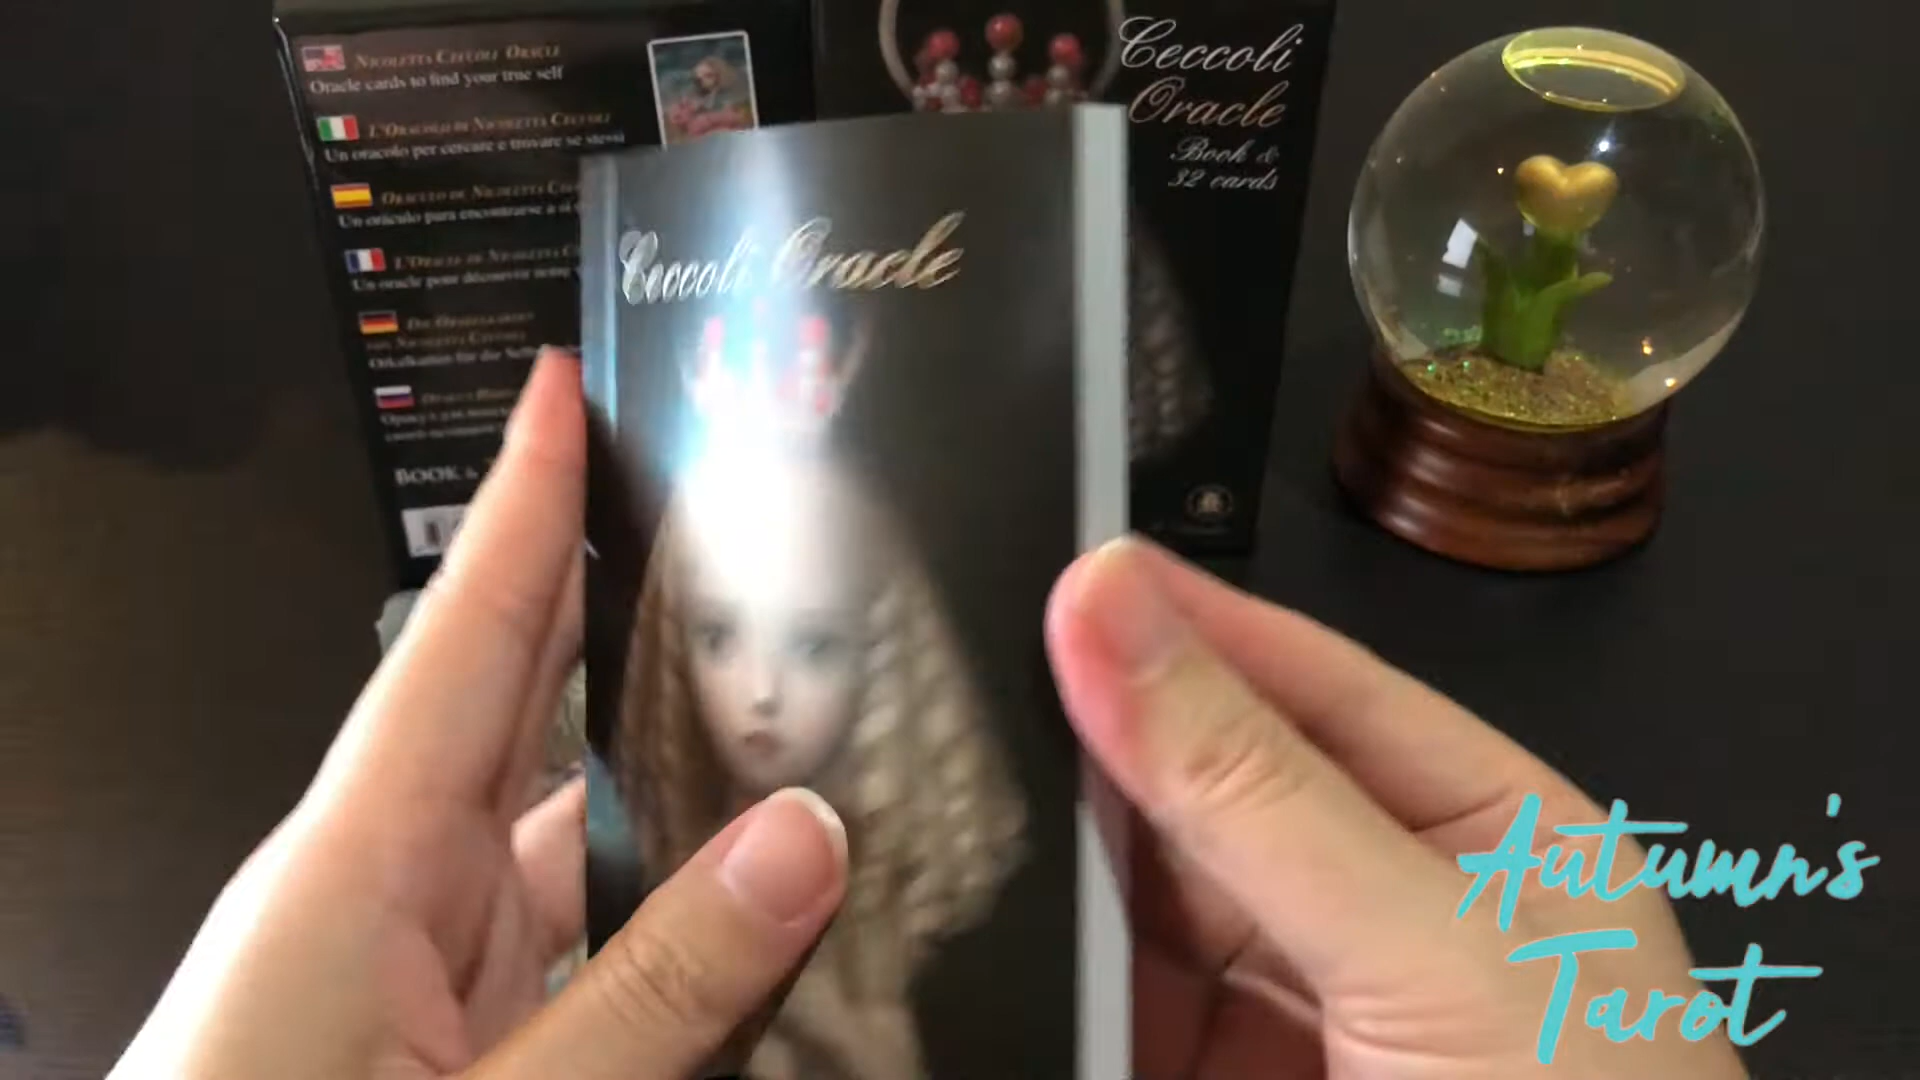 NICOLETTA CECCOLI ORACLE
Oracle cards to find your true self
L'ORACOLO DI NICOLETTA CECCOLI
Un oracolo per cercare e trovare se stessi
ORÁCULO DE NICOLETTA
Un oráculo para encontrarse a sí
L'ORACLE DE NICOLETTA
Un oracle pour découvrir notre
DIE ORAKELKARTEN
VON NICOLETTA CECCOLI
Orakelkarten für die
BOOK &
Ceccoli
Oracle
Book &
32 cards
Ceccoli Oracle
Autumn's
Tarot